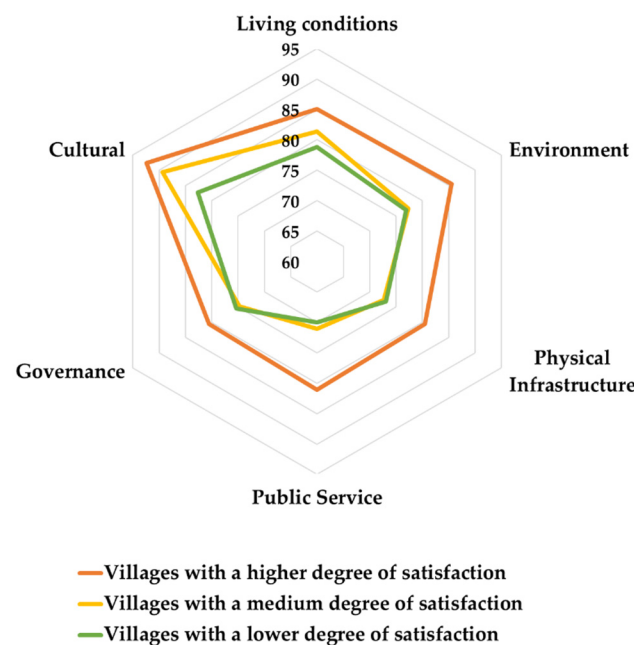 Living conditions
95
90
85
80
75
70
65
60
Cultural
Environment
Governance
Physical
Infrastructure
Public Service
Villages with a higher degree of satisfaction
Villages with a medium degree of satisfaction
Villages with a lower degree of satisfaction